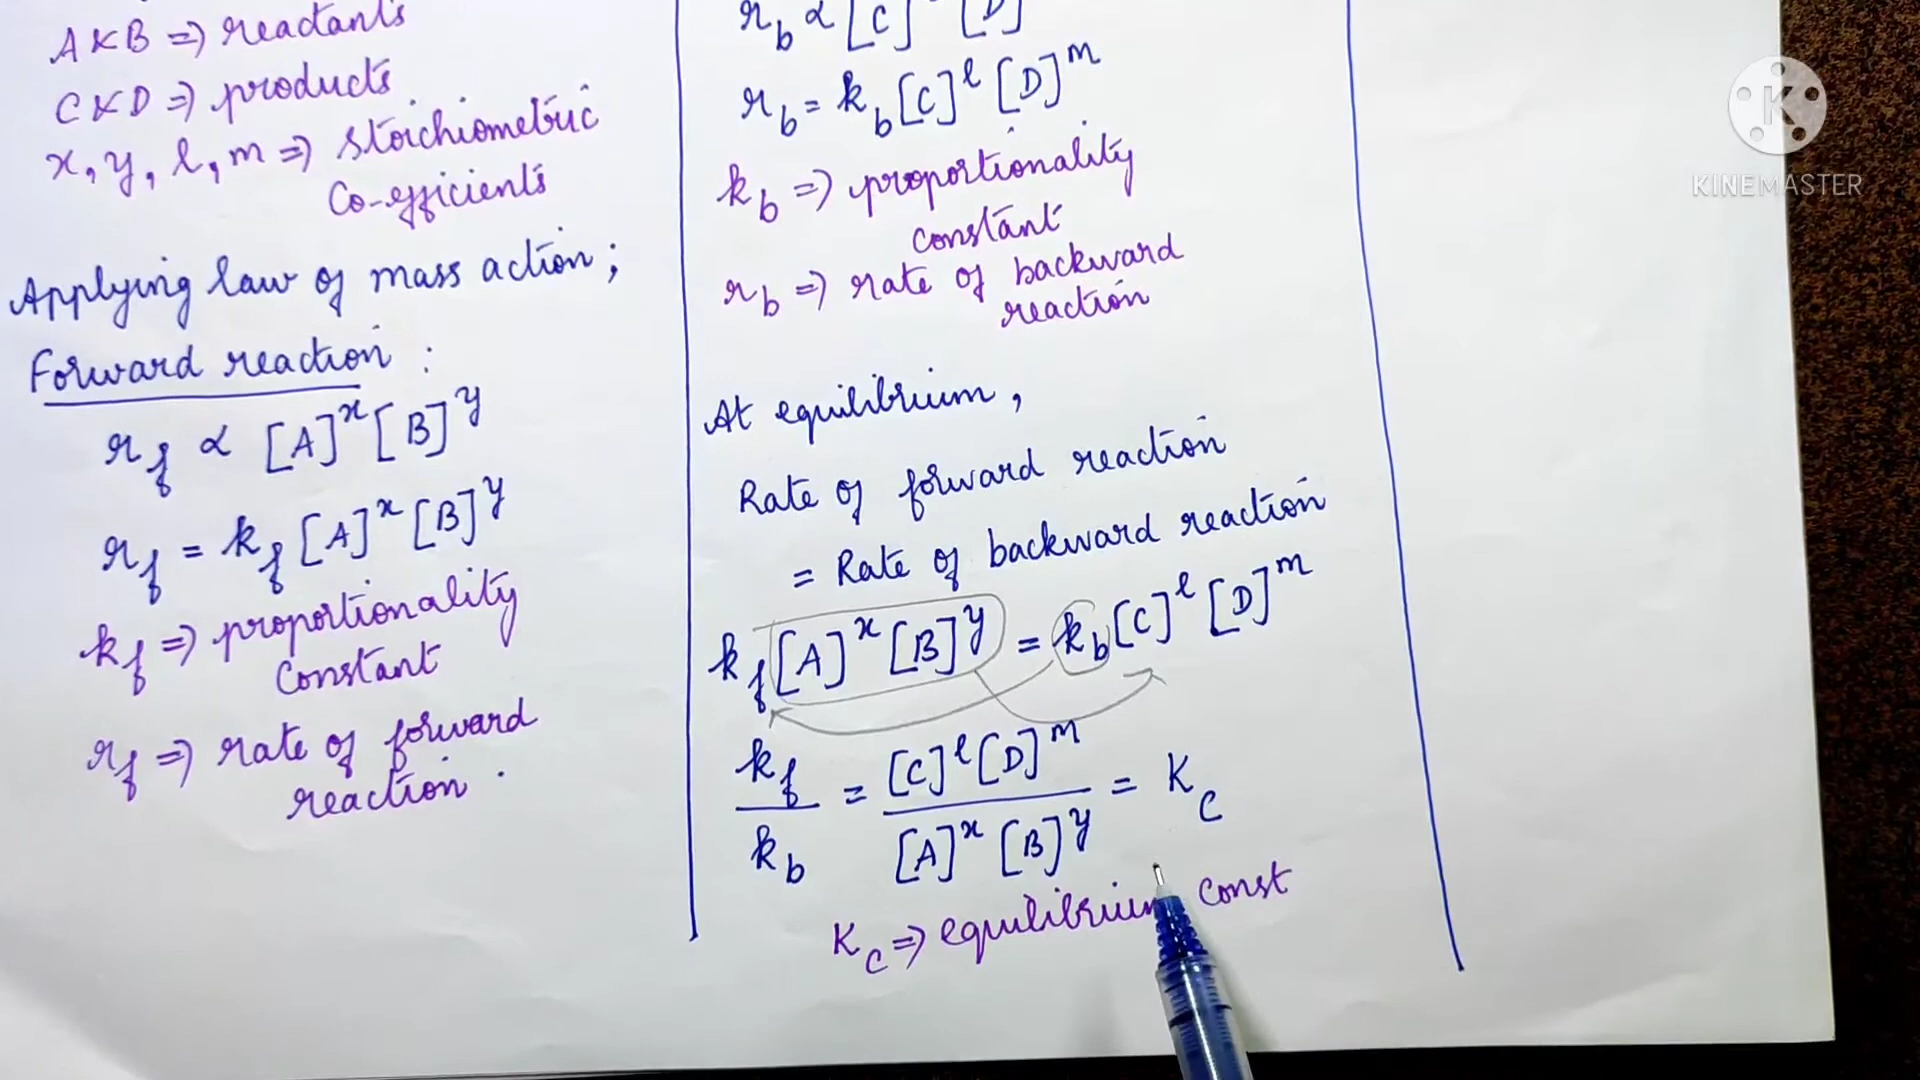 A & B => reactants
C & D => products
x, y, l, m => stoichiometric
Co-efficients
Applying law of mass action ;
Forward reaction :
r_f ∝ [A]^x [B]^y
r_f = k_f [A]^x [B]^y
k_f => proportionality
constant
r_f => rate of forward
reaction .
r_b ∝ [C] [D]
r_b = k_b [C]^l [D]^m
k_b => proportionality
constant
r_b => rate of backward
reaction
At equilibrium ,
Rate of forward reaction
= Rate of backward reaction
k_f [A]^x [B]^y = k_b [C]^l [D]^m
k_f / k_b = [C]^l [D]^m / [A]^x [B]^y = K_c
K_c => equilibrium const
K
KINEMASTER